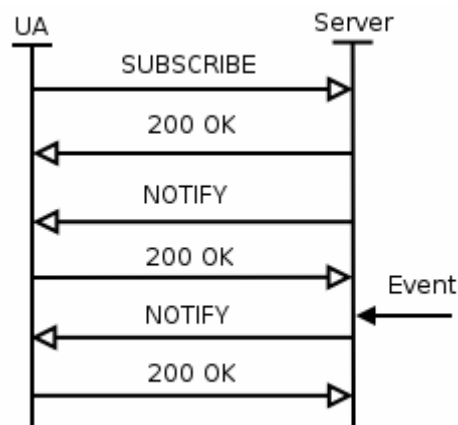 UA
Server
SUBSCRIBE
200 OK
NOTIFY
200 OK
Event
NOTIFY
200 OK